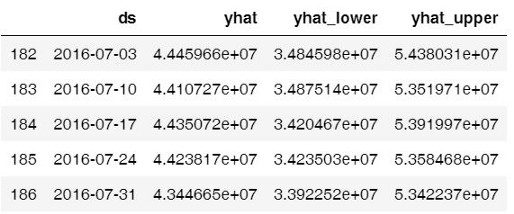 ds yhat yhat_lower yhat_upper
182 2016-07-03 4.445966e+07 3.484598e+07 5.438031e+07
183 2016-07-10 4.410727e+07 3.487514e+07 5.351971e+07
184 2016-07-17 4.435072e+07 3.420467e+07 5.391997e+07
185 2016-07-24 4.423817e+07 3.423503e+07 5.358468e+07
186 2016-07-31 4.344665e+07 3.392252e+07 5.342237e+07